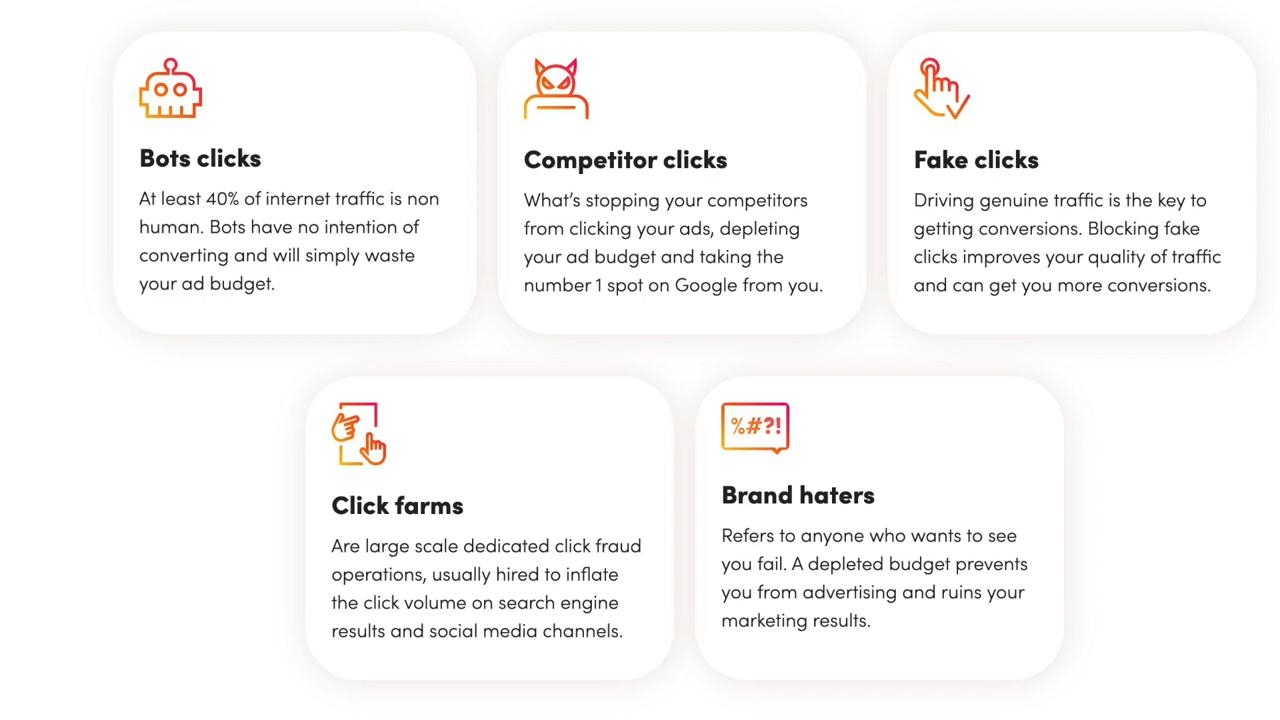 Bots clicks
At least 40% of internet traffic is non
human. Bots have no intention of
converting and will simply waste
your ad budget.
Competitor clicks
What’s stopping your competitors
from clicking your ads, depleting
your ad budget and taking the
number 1 spot on Google from you.
Fake clicks
Driving genuine traffic is the key to
getting conversions. Blocking fake
clicks improves your quality of traffic
and can get you more conversions.
Click farms
Are large scale dedicated click fraud
operations, usually hired to inflate
the click volume on search engine
results and social media channels.
%#?!
Brand haters
Refers to anyone who wants to see
you fail. A depleted budget prevents
you from advertising and ruins your
marketing results.